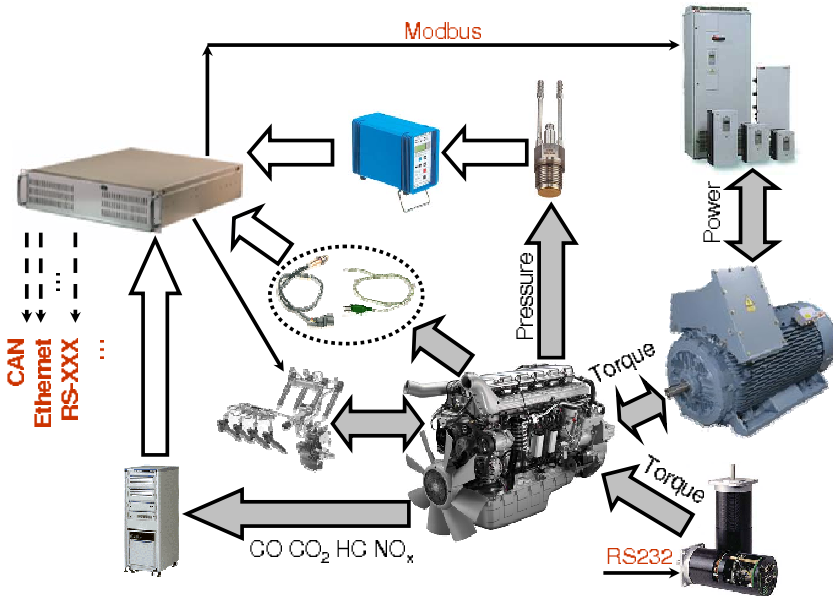 Modbus
Power
Pressure
Torque
CAN
Ethernet
RS-XXX
...
...
Torque
RS232
CO CO₂ HC NOₓ